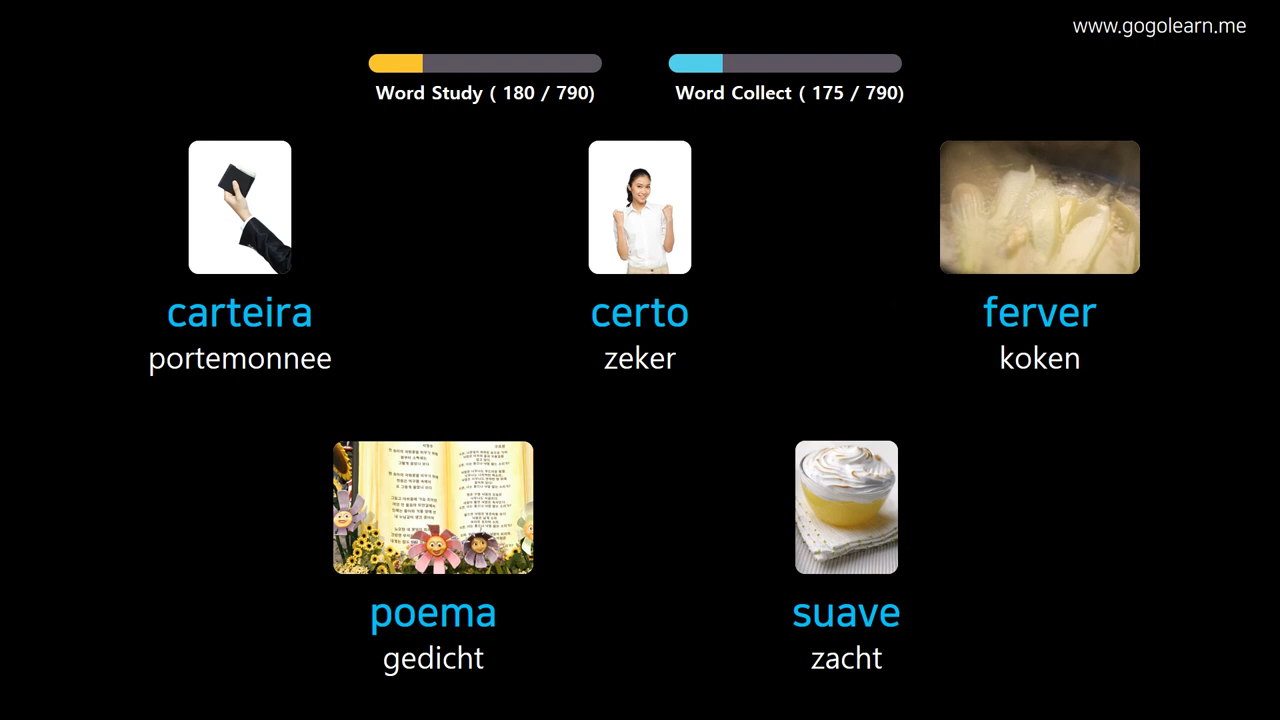 www.gogolearn.me
Word Study ( 180 / 790)
Word Collect ( 175 / 790)
carteira
portemonnee
certo
zeker
ferver
koken
poema
gedicht
suave
zacht